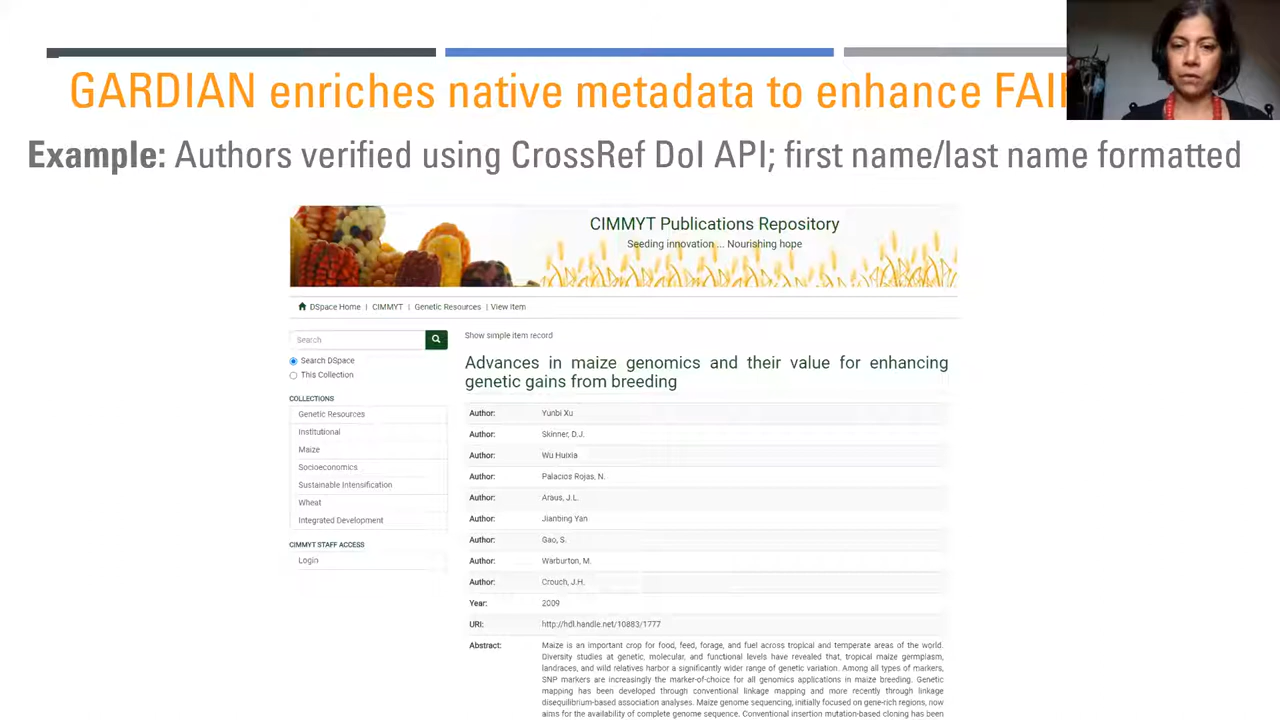 GARDIAN enriches native metadata to enhance FAI
Example: Authors verified using CrossRef DoI API; first name/last name formatted
CIMMYT Publications Repository
Seeding innovation ... Nourishing hope
DSpace Home | CIMMYT | Genetic Resources | View Item
Search
Search DSpace
This Collection
COLLECTIONS
Genetic Resources
Institutional
Maize
Socioeconomics
Sustainable Intensification
Wheat
Integrated Development
CIMMYT STAFF ACCESS
Login
Show simple item record
Advances in maize genomics and their value for enhancing
genetic gains from breeding
Author: Yunbi Xu
Author: Skinner, D.J.
Author: Wu Huixia
Author: Palacios Rojas, N.
Author: Araus, J.L.
Author: Jianbing Yan
Author: Gao, S.
Author: Warburton, M.
Author: Crouch, J.H.
Year: 2009
URI: http://hdl.handle.net/10883/1777
Abstract: Maize is an important crop for food, feed, forage, and fuel across tropical and temperate areas of the world.
Diversity studies at genetic, molecular, and functional levels have revealed that, tropical maize germplasm,
landraces, and wild relatives harbor a significantly wider range of genetic variation. Among all types of markers,
SNP markers are increasingly the marker-of-choice for all genomics applications in maize breeding. Genetic
mapping has been developed through conventional linkage mapping and more recently through linkage
disequilibrium-based association analyses. Maize genome sequencing, initially focused on gene-rich regions, now
aims for the availability of complete genome sequence. Conventional insertion mutation-based cloning has been